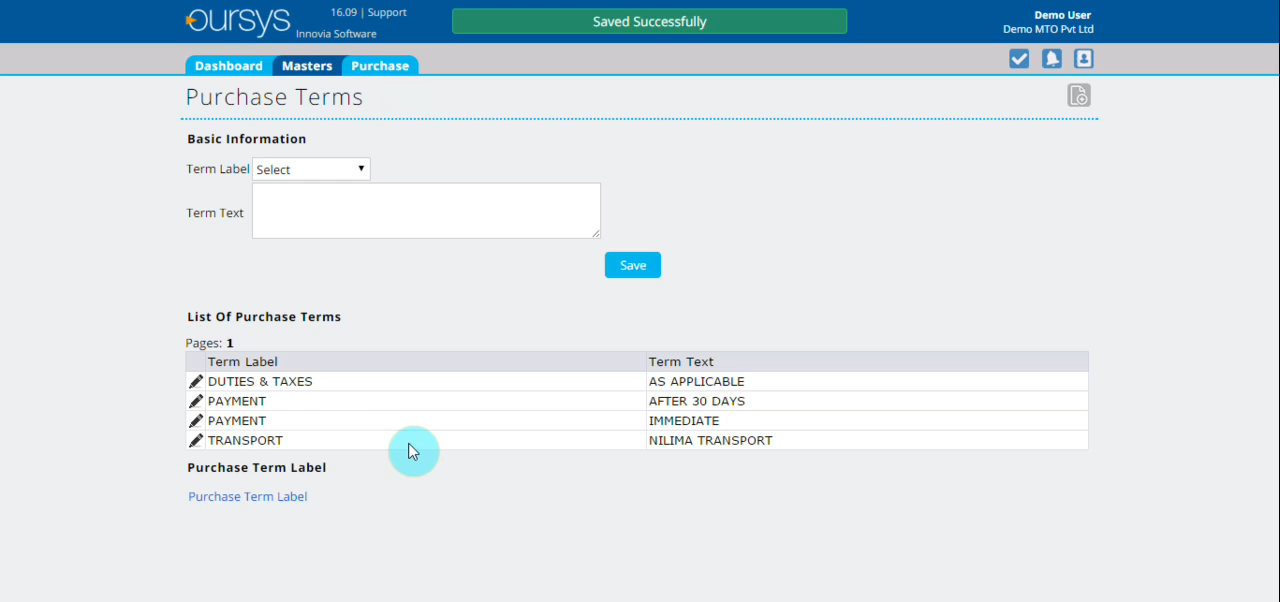 oursys
16.09 | Support
Innovia Software
Saved Successfully
Demo User
Demo MTO Pvt Ltd
Dashboard Masters Purchase
Purchase Terms
Basic Information
Term Label Select
Term Text
Save
List Of Purchase Terms
Pages: 1
Term Label Term Text
DUTIES & TAXES AS APPLICABLE
PAYMENT AFTER 30 DAYS
PAYMENT IMMEDIATE
TRANSPORT NILIMA TRANSPORT
Purchase Term Label
Purchase Term Label